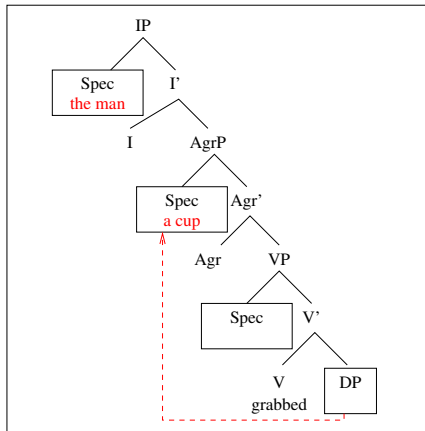 IP
Spec
the man
I'
I
AgrP
Spec
a cup
Agr'
Agr
VP
Spec
V'
V
grabbed
DP